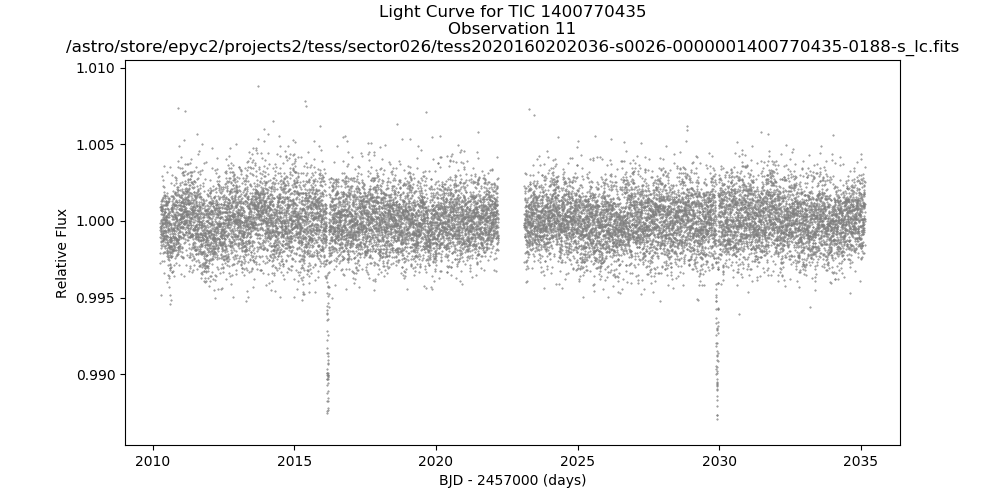 Light Curve for TIC 1400770435
Observation 11
/astro/store/epyc2/projects2/tess/sector026/tess2020160202036-s0026-0000001400770435-0188-s_lc.fits
1.010
1.005
1.000
0.995
0.990
Relative Flux
2010
2015
2020
2025
2030
2035
BJD - 2457000 (days)